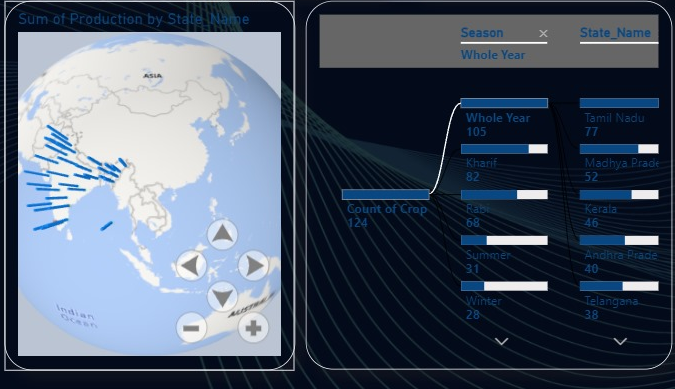 Sum of Production by State_Name
ASIA
Indian
Ocean
Season
State_Name
Whole Year
Count of Crop
124
Whole Year
105
Kharif
82
Rabi
68
Summer
31
Winter
28
Tamil Nadu
77
Madhya Prade
52
Kerala
46
Andhra Prade
40
Telangana
38